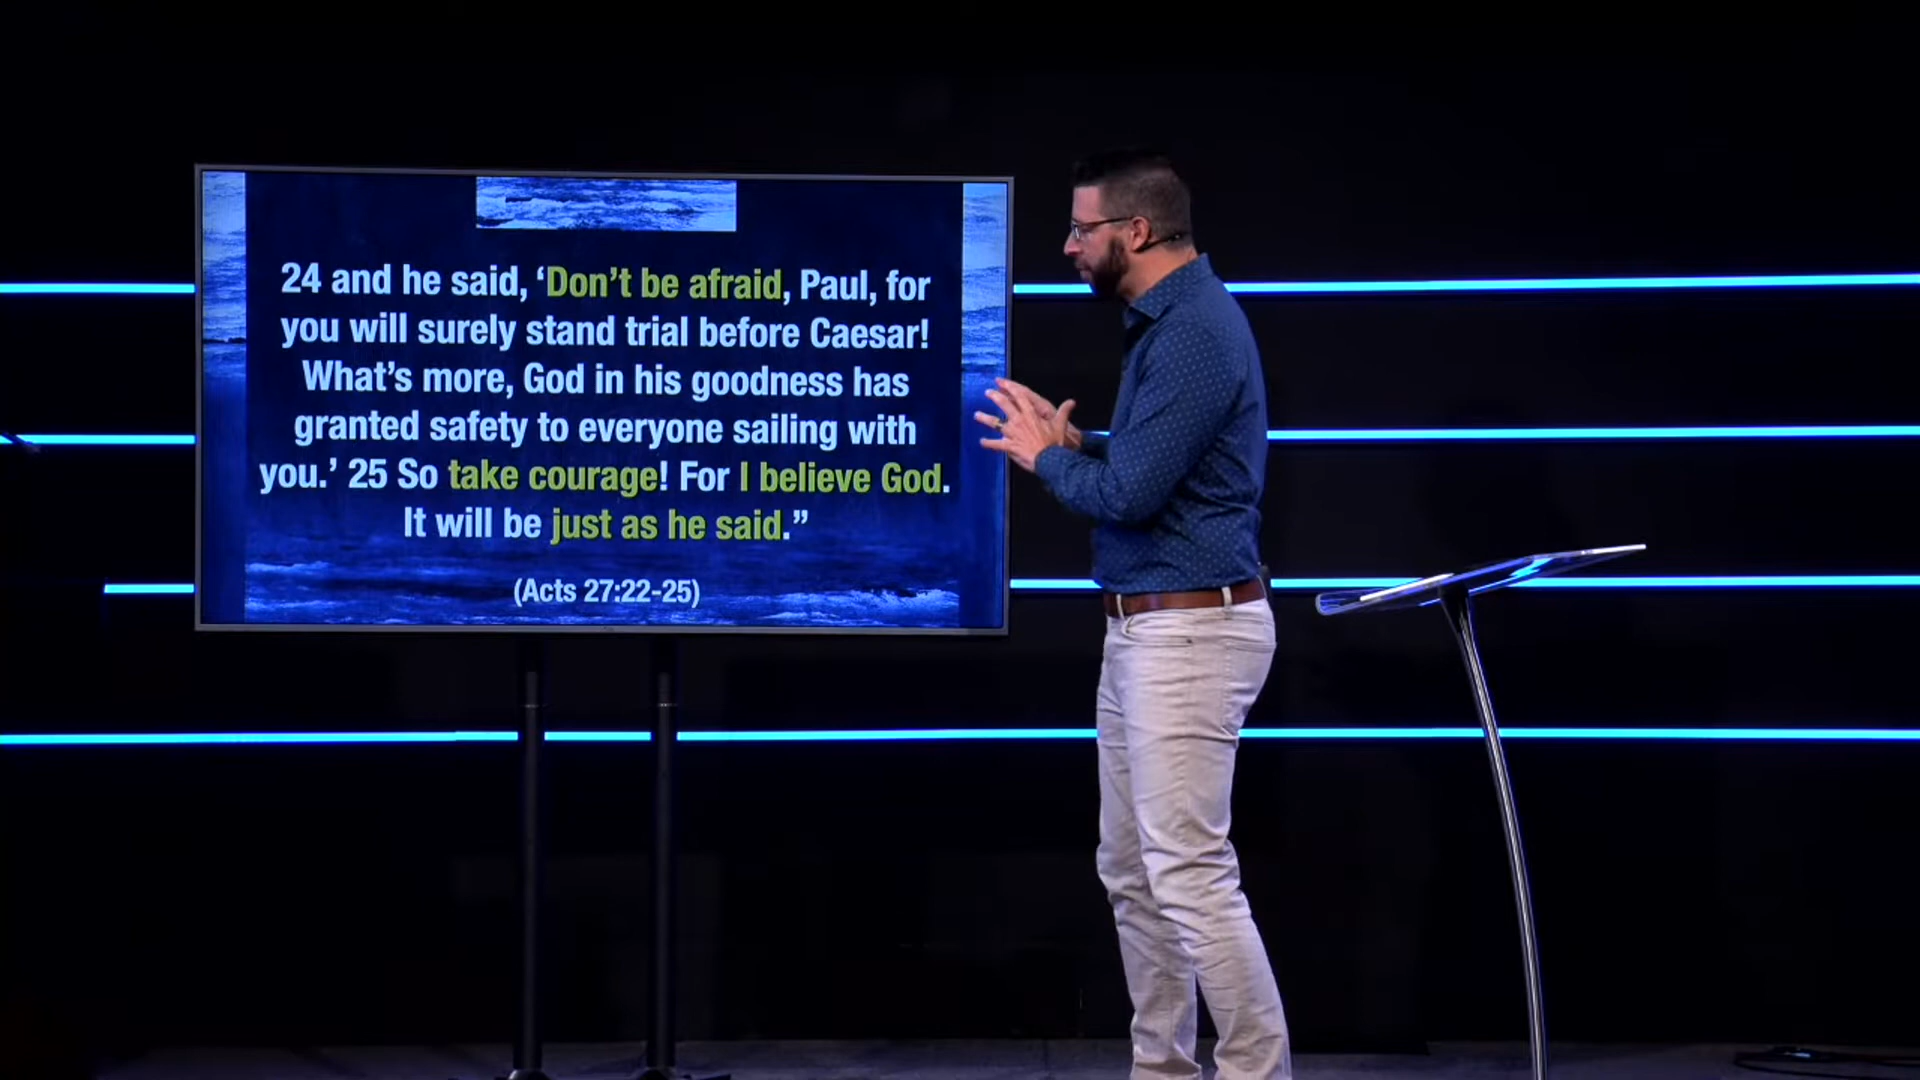 24 and he said, ‘Don’t be afraid, Paul, for
you will surely stand trial before Caesar!
What’s more, God in his goodness has
granted safety to everyone sailing with
you.’ 25 So take courage! For I believe God.
It will be just as he said.”
(Acts 27:22-25)